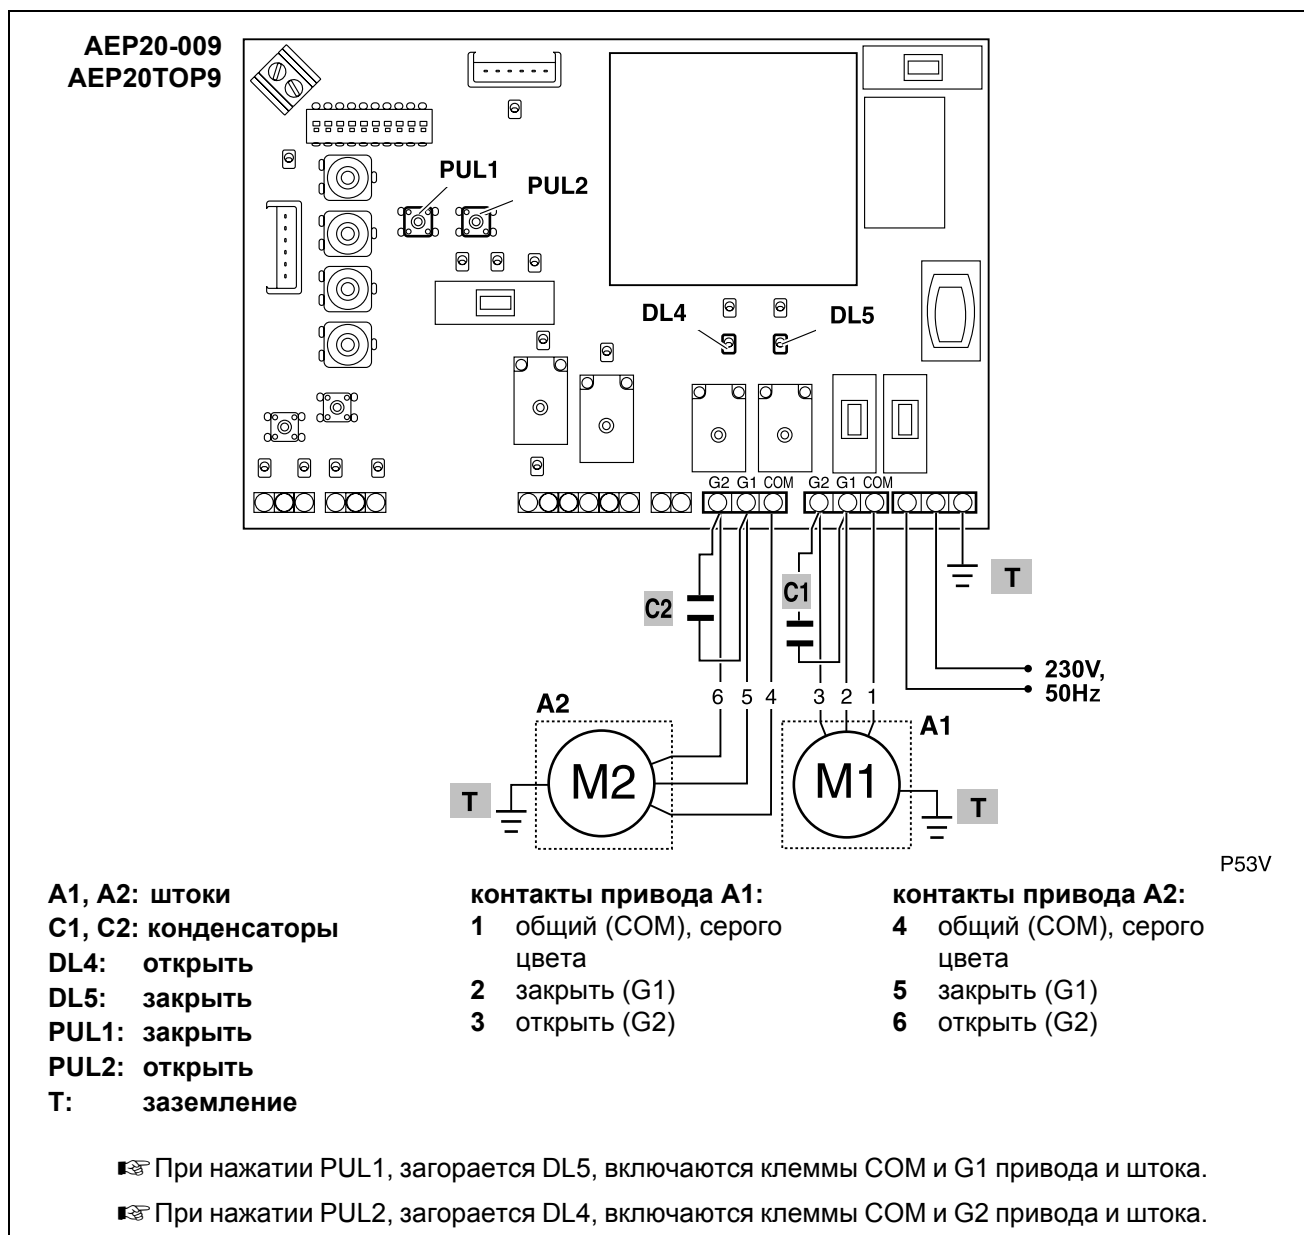 AEP20-009
AEP20TOP9
PUL1
PUL2
DL4
DL5
G2 G1 COM
G2 G1 COM
T
C2
C1
230V,
50Hz
6 5 4
3 2 1
A2
A1
M2
M1
T
T
P53V
A1, A2: штоки
C1, C2: конденсаторы
DL4: открыть
DL5: закрыть
PUL1: закрыть
PUL2: открыть
T: заземление
контакты привода A1:
1 общий (COM), серого
цвета
2 закрыть (G1)
3 открыть (G2)
контакты привода A2:
4 общий (COM), серого
цвета
5 закрыть (G1)
6 открыть (G2)
☞ При нажатии PUL1, загорается DL5, включаются клеммы COM и G1 привода и штока.
☞ При нажатии PUL2, загорается DL4, включаются клеммы COM и G2 привода и штока.